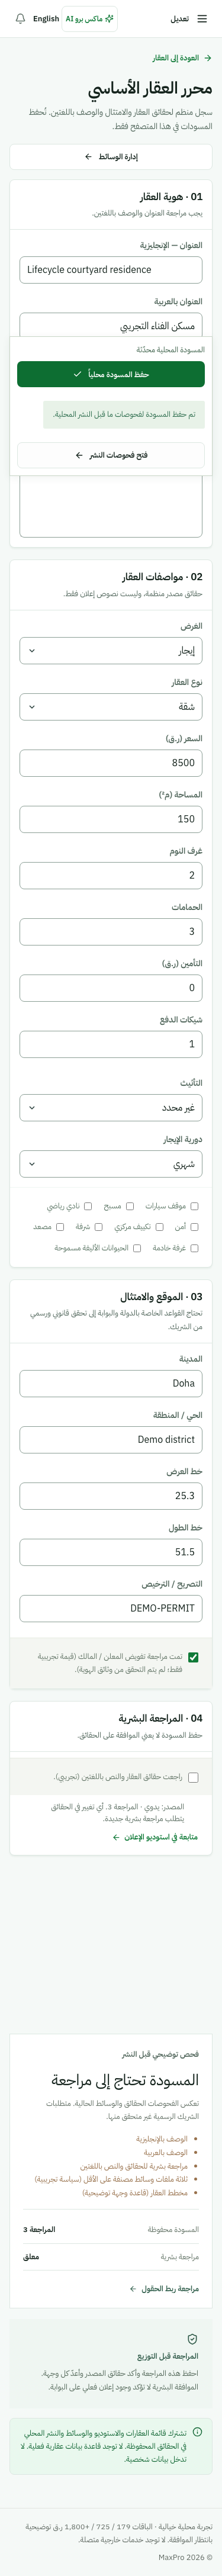 تعديل
ماكس برو AI
English
العودة إلى العقار
محرر العقار الأساسي
سجل منظم لحقائق العقار والامتثال والوصف باللغتين. تُحفظ
المسودات في هذا المتصفح فقط.
إدارة الوسائط
01 · هوية العقار
يجب مراجعة العنوان والوصف باللغتين.
العنوان — الإنجليزية
Lifecycle courtyard residence
العنوان بالعربية
مسكن الفناء التجريبي
المسودة المحلية محدّثة
حفظ المسودة محلياً
تم حفظ المسودة لفحوصات ما قبل النشر المحلية.
فتح فحوصات النشر
02 · مواصفات العقار
حقائق مصدر منظمة، وليست نصوص إعلان فقط.
الغرض
إيجار
نوع العقار
شقة
السعر (ر.ق)
8500
المساحة (م²)
150
غرف النوم
2
الحمامات
3
التأمين (ر.ق)
0
شيكات الدفع
1
التأثيث
غير محدد
دورية الإيجار
شهري
موقف سيارات
مسبح
نادي رياضي
أمن
تكييف مركزي
شرفة
مصعد
غرفة خادمة
الحيوانات الأليفة مسموحة
03 · الموقع والامتثال
تحتاج القواعد الخاصة بالدولة والبوابة إلى تحقق قانوني ورسمي
من الشريك.
المدينة
Doha
الحي / المنطقة
Demo district
خط العرض
25.3
خط الطول
51.5
التصريح / الترخيص
DEMO-PERMIT
تمت مراجعة تفويض المعلن / المالك (قيمة تجريبية
فقط؛ لم يتم التحقق من وثائق الهوية).
04 · المراجعة البشرية
حفظ المسودة لا يعني الموافقة على الحقائق.
راجعت حقائق العقار والنص باللغتين (تجريبي).
المصدر: يدوي · المراجعة 3. أي تغيير في الحقائق
يتطلب مراجعة بشرية جديدة.
متابعة في استوديو الإعلان
فحص توضيحي قبل النشر
المسودة تحتاج إلى مراجعة
تعكس الفحوصات الحقائق والوسائط الحالية. متطلبات
الشريك الرسمية غير متحقق منها.
الوصف بالإنجليزية
الوصف بالعربية
مراجعة بشرية للحقائق والنص باللغتين
ثلاثة ملفات وسائط مصنفة على الأقل (سياسة تجريبية)
مخطط العقار (قاعدة وجهة توضيحية)
المسودة محفوظة
المراجعة 3
مراجعة بشرية
معلق
مراجعة ربط الحقول
المراجعة قبل التوزيع
احفظ هذه المراجعة وأكد حقائق المصدر وأعدّ كل وجهة.
الموافقة البشرية لا تؤكد وجود إعلان فعلي على البوابة.
تشترك قائمة العقارات والاستوديو والوسائط والنشر المحلي
في الحقائق المحفوظة. لا توجد قاعدة بيانات عقارية فعلية. لا
تدخل بيانات شخصية.
تجربة محلية خيالية · الباقات 179 / 725 / +1,800 ر.ق توضيحية
بانتظار الموافقة. لا توجد خدمات خارجية متصلة.
© 2026 MaxPro